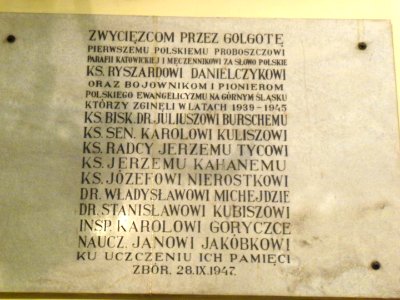 ZWYCIĘZCOM PRZEZ GOLGOTĘ
PIERWSZEMU POLSKIEMU PROBOSZCZOWI
PARAFII KATOWICKIEJ I MĘCZENNIKOWI ZA SŁOWO POLSKIE
KS. RYSZARDOWI DANIELCZYKOWI
ORAZ BOJOWNIKOM I PIONIEROM
POLSKIEGO EWANGELICYZMU NA GÓRNYM ŚLĄSKU
KTÓRZY ZGINĘLI W LATACH 1939-1945
KS. BISK. DR. JULIUSZOWI BURSCHEMU
KS. SEN. KAROLOWI KULISZOWI
KS. RADCY JERZEMU TYCOWI
KS. JERZEMU KAHANEMU
KS. JÓZEFOWI NIEROSTKOWI
DR. WŁADYSŁAWOWI MICHEJDZIE
DR. STANISŁAWOWI KUBISZOWI
INSP. KAROLOWI GORYCZCE
NAUCZ. JANOWI JAKÓBKOWI
KU UCZCZENIU ICH PAMIĘCI
ZBÓR. 28.IX.1947.